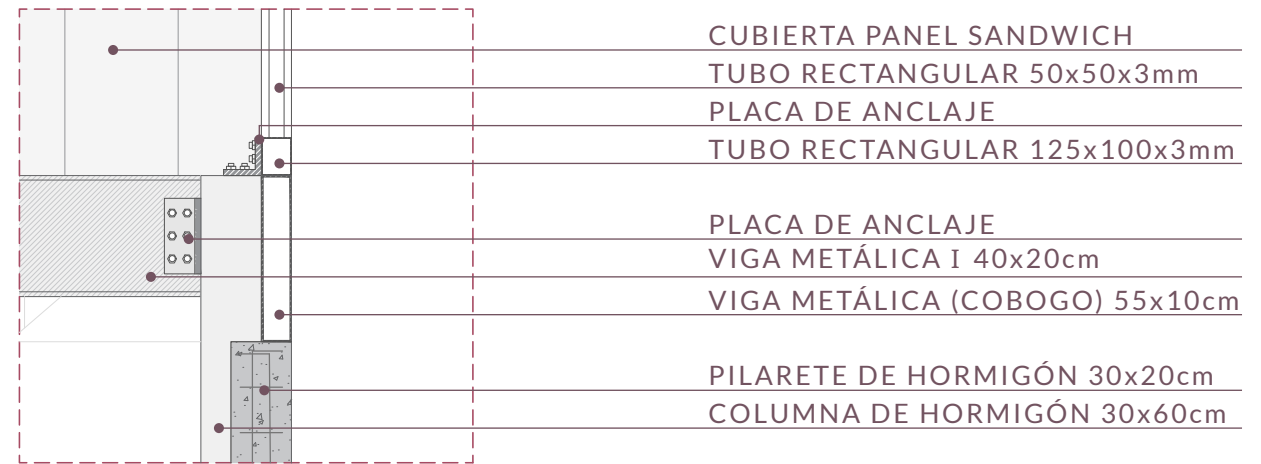 CUBIERTA PANEL SANDWICH
TUBO RECTANGULAR 50x50x3mm
PLACA DE ANCLAJE
TUBO RECTANGULAR 125x100x3mm
PLACA DE ANCLAJE
VIGA METÁLICA I 40x20cm
VIGA METÁLICA (COBOGO) 55x10cm
PILARETE DE HORMIGÓN 30x20cm
COLUMNA DE HORMIGÓN 30x60cm